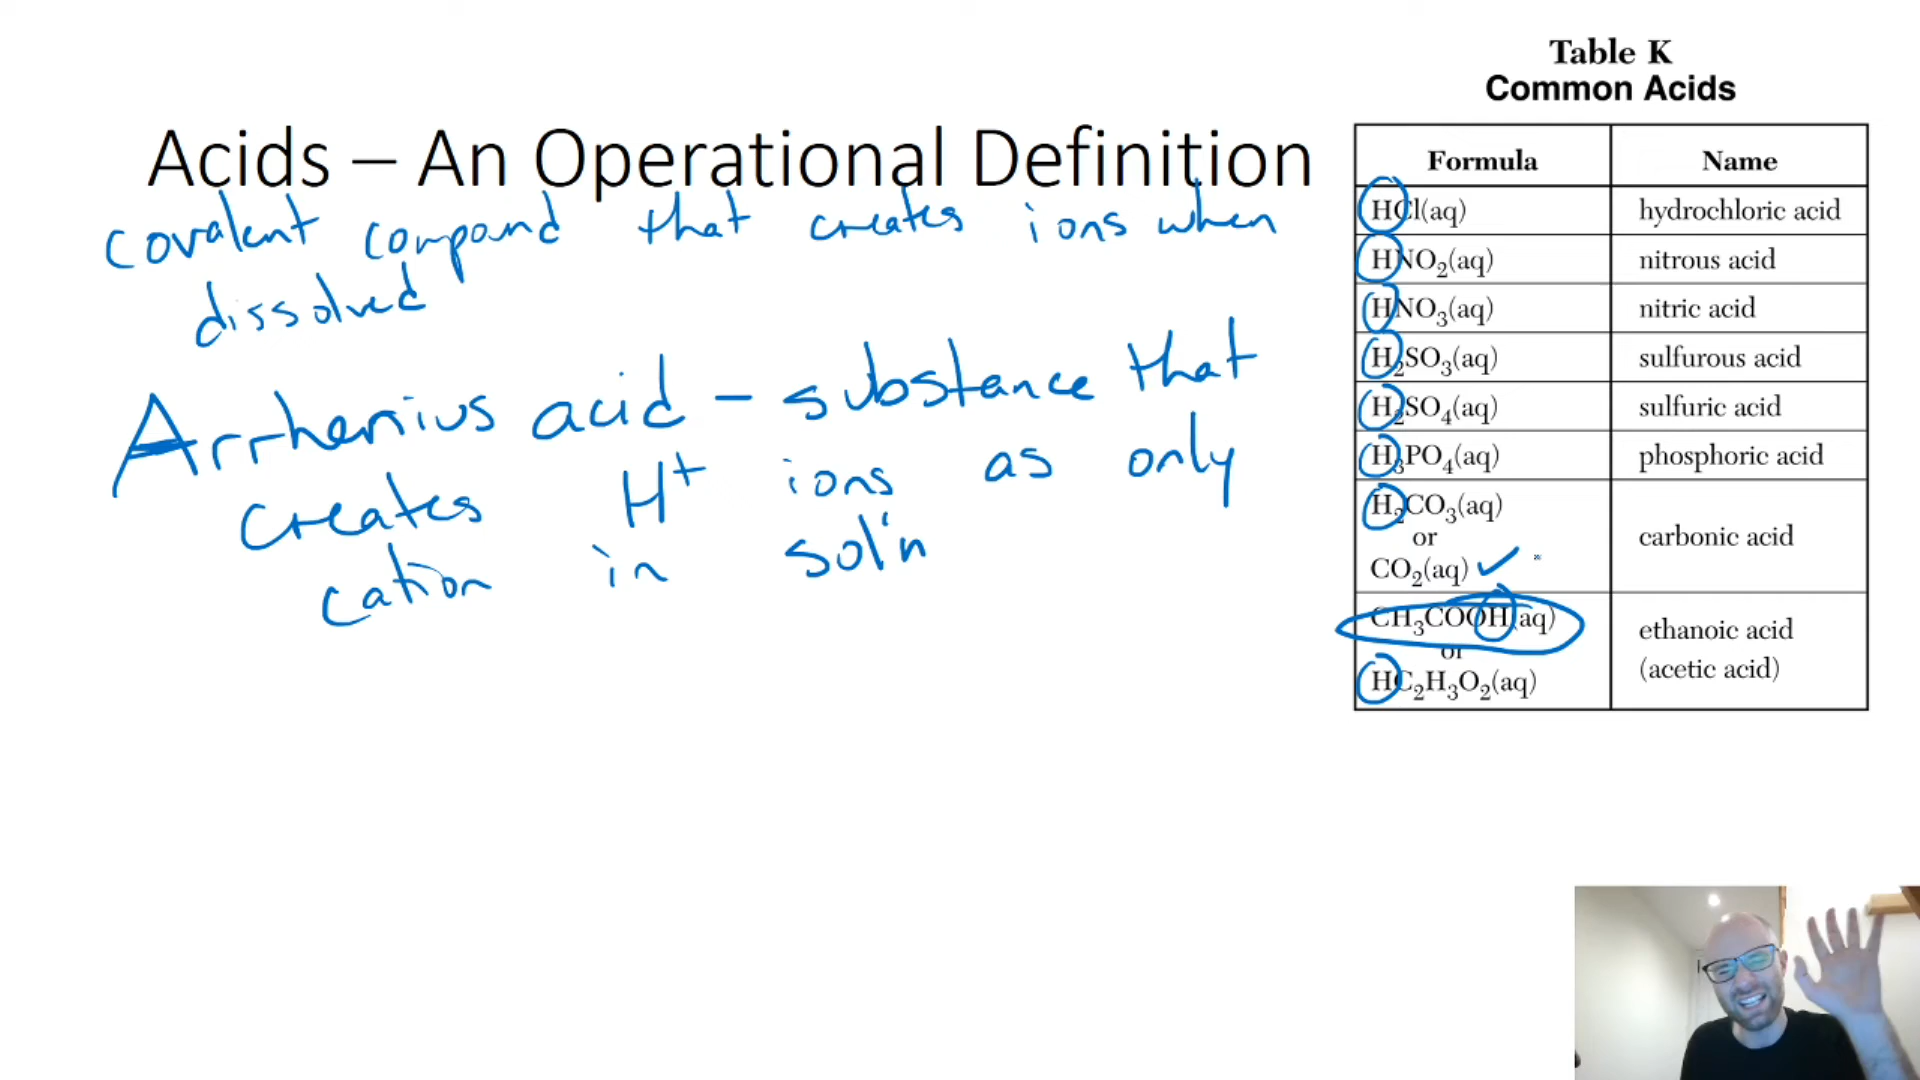 Acids – An Operational Definition
covalent compound that creates ions when
dissolved
Arrhenius acid – substance that
creates H⁺ ions as only
cation in sol'n
Table K
Common Acids
Formula Name
HCl(aq) hydrochloric acid
HNO₂(aq) nitrous acid
HNO₃(aq) nitric acid
H₂SO₃(aq) sulfurous acid
H₂SO₄(aq) sulfuric acid
H₃PO₄(aq) phosphoric acid
H₂CO₃(aq)
or
CO₂(aq)
carbonic acid
CH₃COOH(aq)
or
HC₂H₃O₂(aq)
ethanoic acid
(acetic acid)